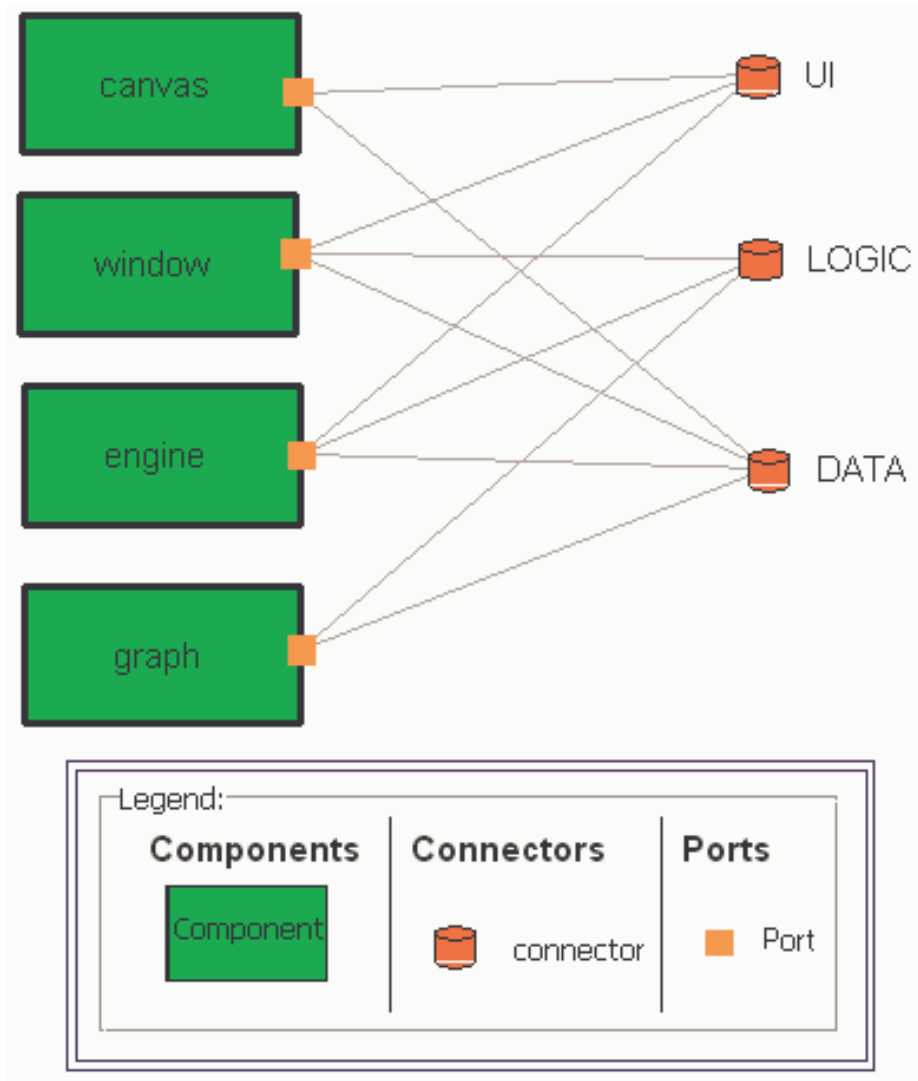 canvas
UI
window
LOGIC
engine
DATA
graph
Legend:
Components Connectors Ports
Component connector Port